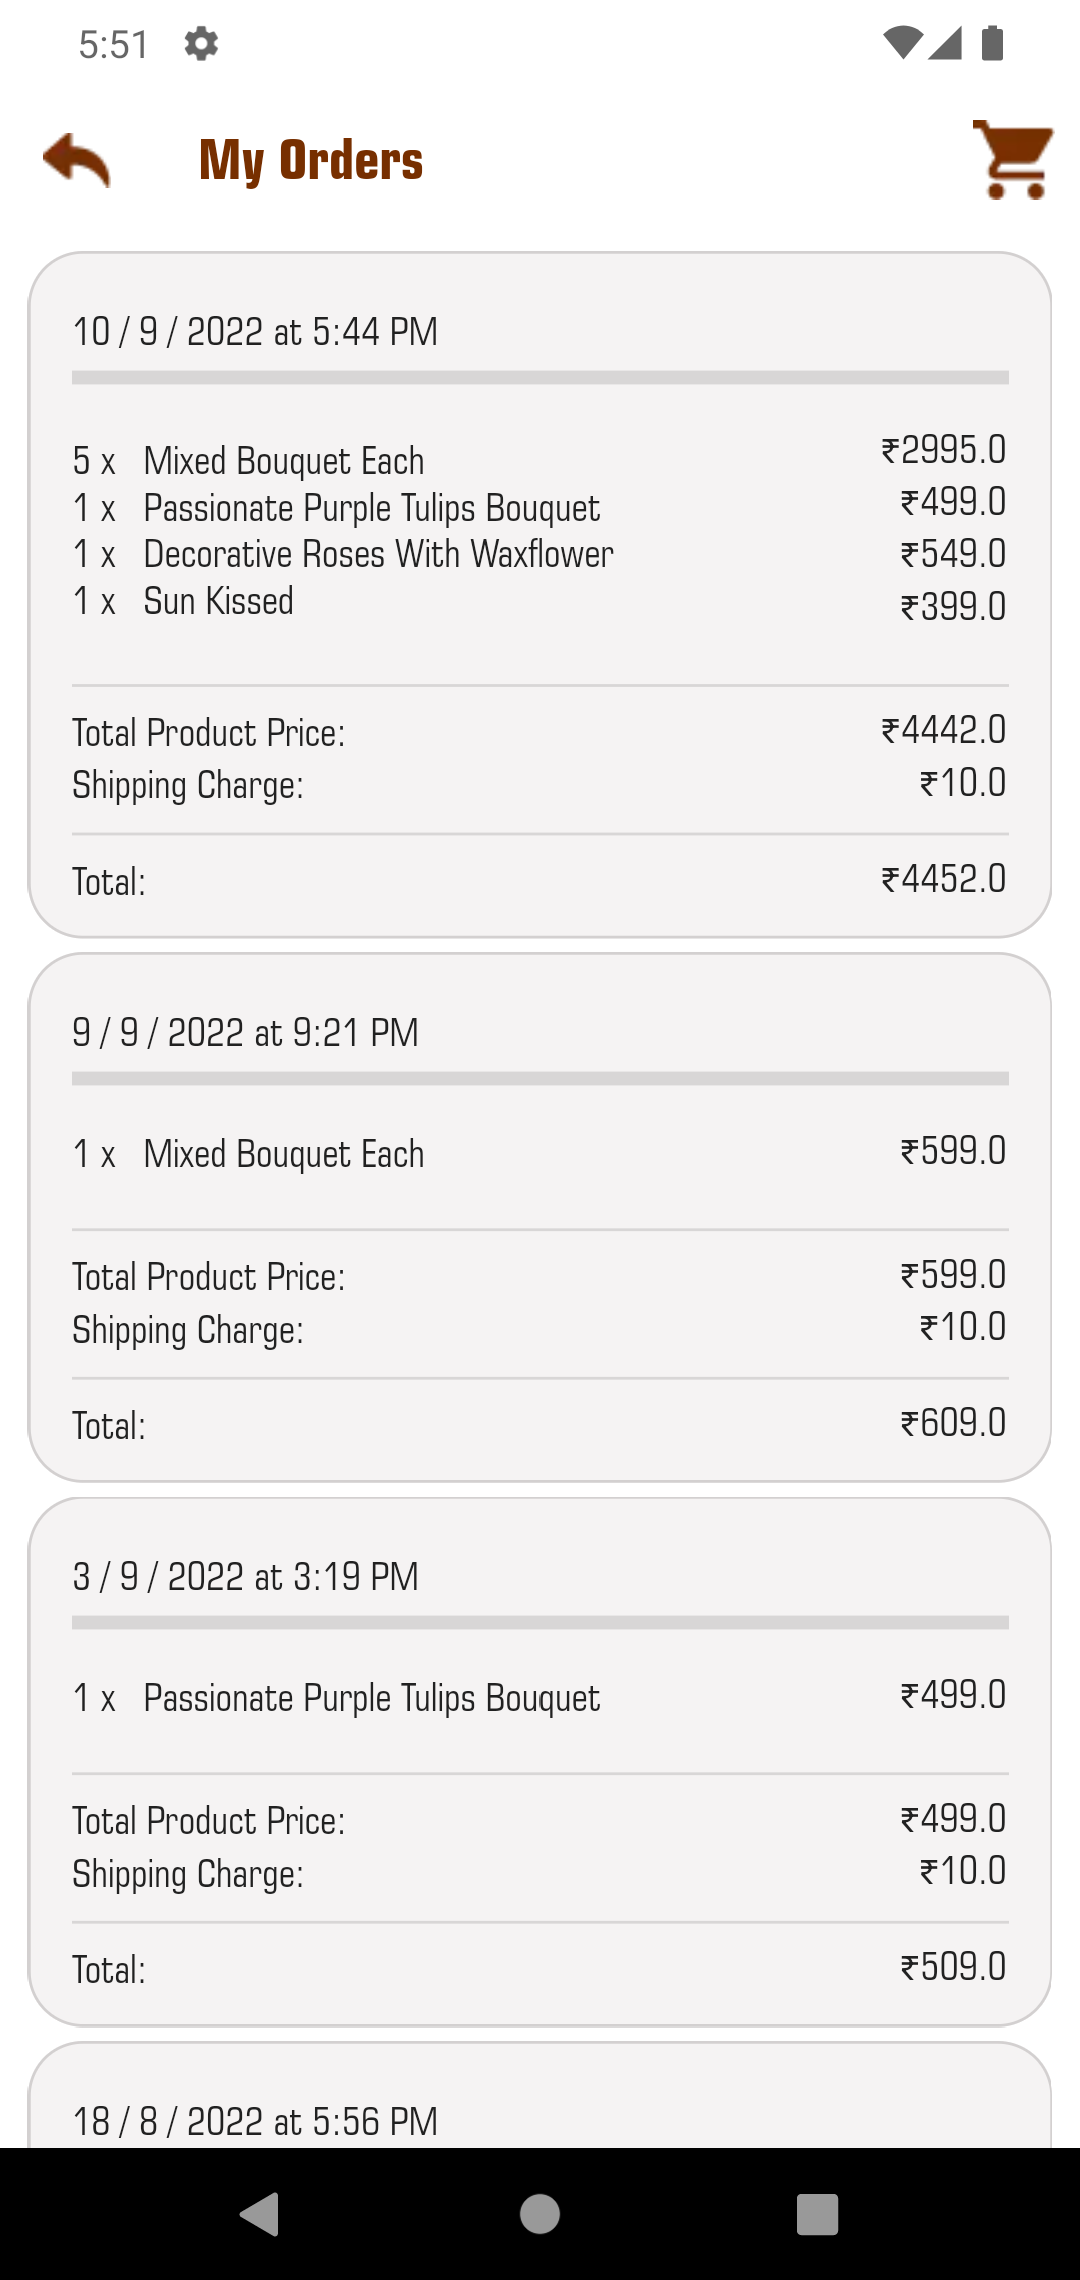 5:51
My Orders
10 / 9 / 2022 at 5:44 PM
5 x Mixed Bouquet Each ₹2995.0
1 x Passionate Purple Tulips Bouquet ₹499.0
1 x Decorative Roses With Waxflower ₹549.0
1 x Sun Kissed ₹399.0
Total Product Price: ₹4442.0
Shipping Charge: ₹10.0
Total: ₹4452.0
9 / 9 / 2022 at 9:21 PM
1 x Mixed Bouquet Each ₹599.0
Total Product Price: ₹599.0
Shipping Charge: ₹10.0
Total: ₹609.0
3 / 9 / 2022 at 3:19 PM
1 x Passionate Purple Tulips Bouquet ₹499.0
Total Product Price: ₹499.0
Shipping Charge: ₹10.0
Total: ₹509.0
18 / 8 / 2022 at 5:56 PM